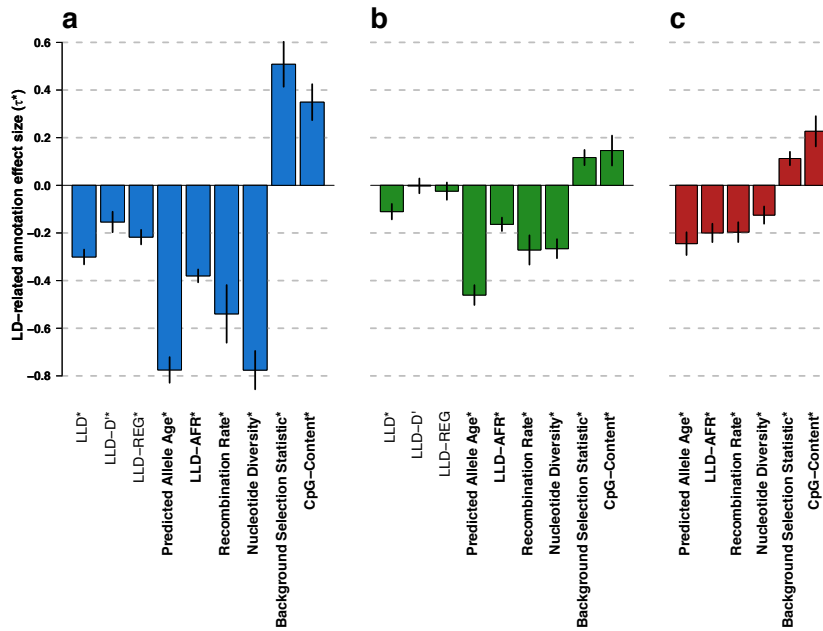 a
b
c
LD−related annotation effect size (τ*)
0.6
0.4
0.2
0.0
−0.2
−0.4
−0.6
−0.8
LLD*
LLD−D'*
LLD−REG*
Predicted Allele Age*
LLD−AFR*
Recombination Rate*
Nucleotide Diversity*
Background Selection Statistic*
CpG−Content*
LLD*
LLD−D'
LLD−REG
Predicted Allele Age*
LLD−AFR*
Recombination Rate*
Nucleotide Diversity*
Background Selection Statistic*
CpG−Content*
Predicted Allele Age*
LLD−AFR*
Recombination Rate*
Nucleotide Diversity*
Background Selection Statistic*
CpG−Content*